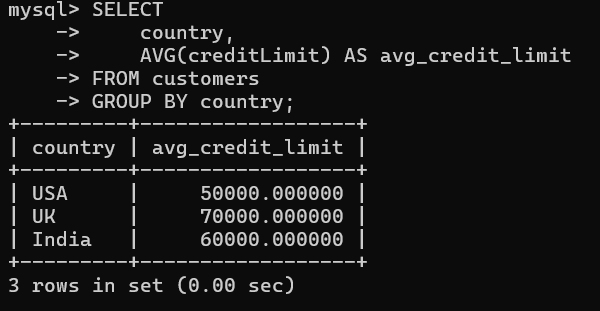 mysql> SELECT
    ->     country,
    ->     AVG(creditLimit) AS avg_credit_limit
    -> FROM customers
    -> GROUP BY country;
+---------+------------------+
| country | avg_credit_limit |
+---------+------------------+
| USA     |     50000.000000 |
| UK      |     70000.000000 |
| India   |     60000.000000 |
+---------+------------------+
3 rows in set (0.00 sec)